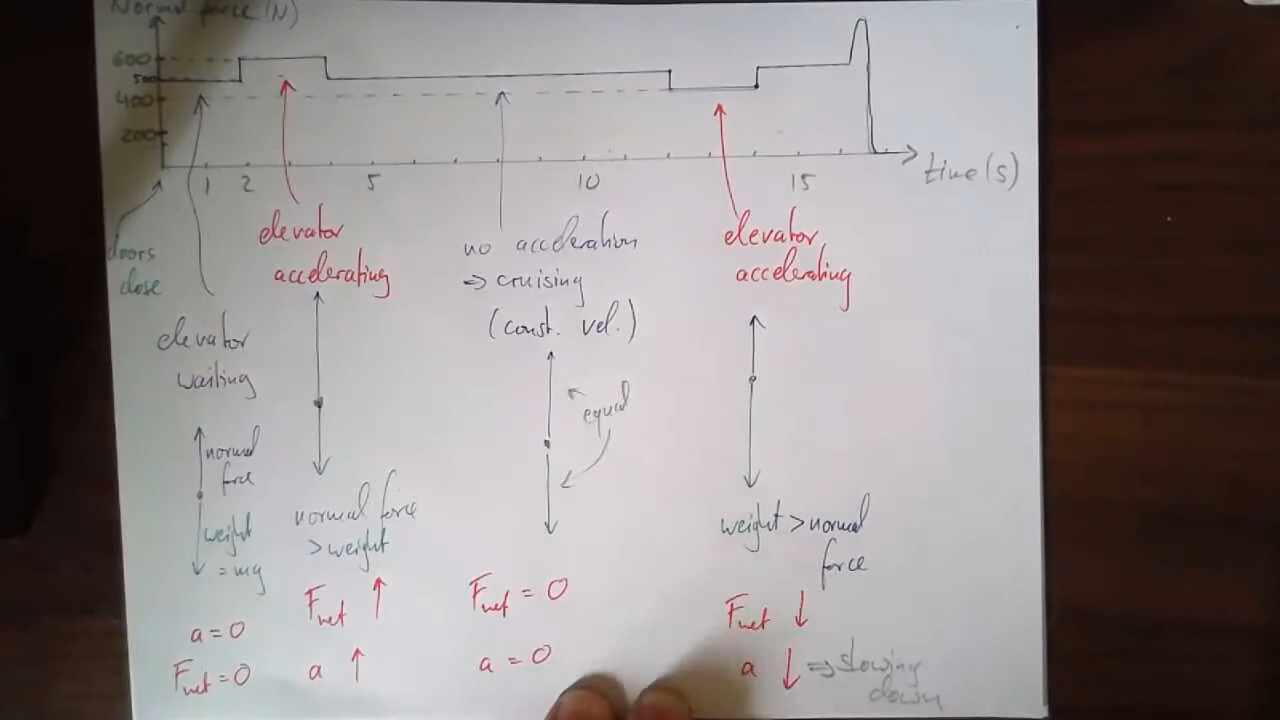 Normal force (N)
600
500
400
200
1
2
5
10
15
time (s)
doors
close
elevator
waiting
normal
force
weight
= mg
a = 0
Fnet = 0
elevator
accelerating
normal force
> weight
Fnet ↑
a ↑
no acceleration
⇒ cruising
(const. vel.)
equal
Fnet = 0
a = 0
elevator
accelerating
weight > normal
force
Fnet ↓
a ↓ ⇒ slowing
down